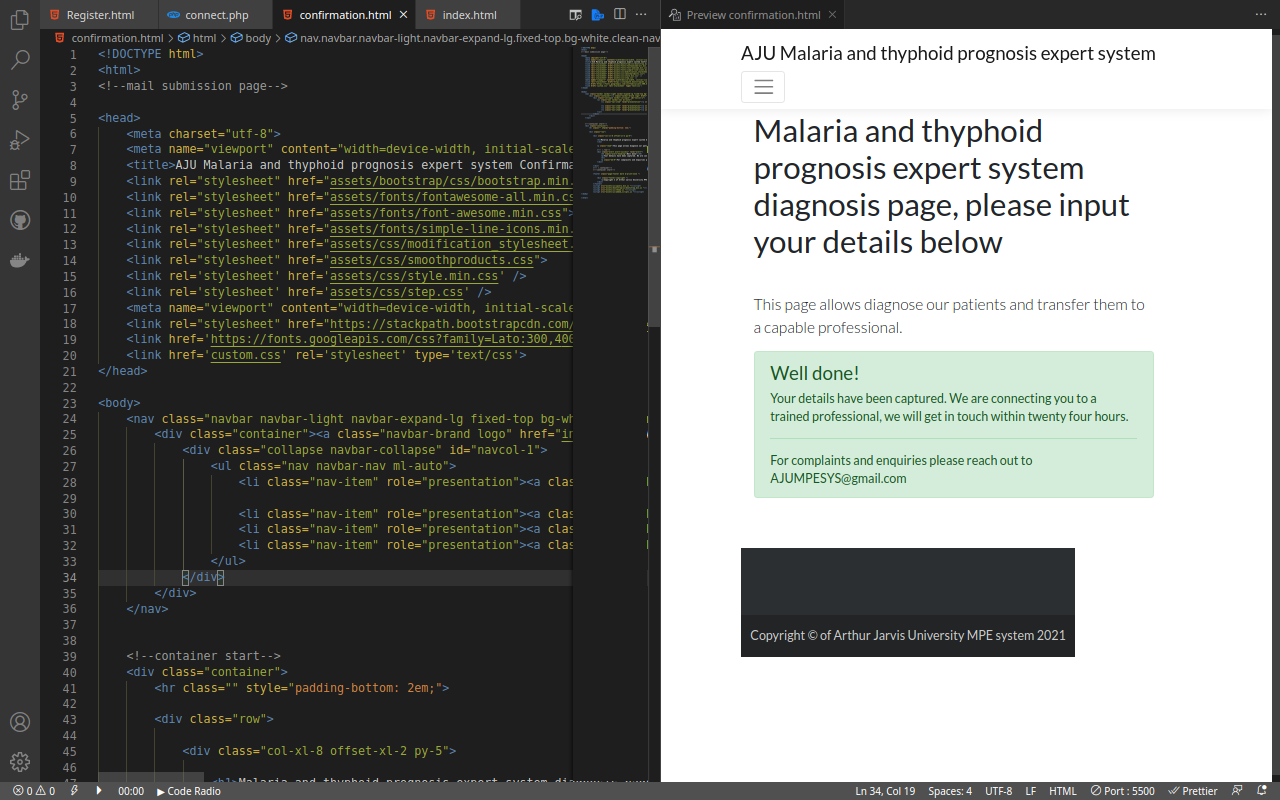 Register.html
connect.php
confirmation.html
index.html
Preview confirmation.html
confirmation.html > html > body > nav.navbar.navbar-light.navbar-expand-lg.fixed-top.bg-white.clean-nav
1 <!DOCTYPE html>
2 <html>
3 <!--mail submission page-->
4
5 <head>
6 <meta charset="utf-8">
7 <meta name="viewport" content="width=device-width, initial-scale
8 <title>AJU Malaria and thyphoid prognosis expert system Confirma
9 <link rel="stylesheet" href="assets/bootstrap/css/bootstrap.min.
10 <link rel="stylesheet" href="assets/fonts/fontawesome-all.min.cs
11 <link rel="stylesheet" href="assets/fonts/font-awesome.min.css">
12 <link rel="stylesheet" href="assets/fonts/simple-line-icons.min.
13 <link rel="stylesheet" href="assets/css/modification_stylesheet.
14 <link rel="stylesheet" href="assets/css/smoothproducts.css">
15 <link rel='stylesheet' href='assets/css/style.min.css' />
16 <link rel='stylesheet' href='assets/css/step.css' />
17 <meta name="viewport" content="width=device-width, initial-scale
18 <link rel="stylesheet" href="https://stackpath.bootstrapcdn.com/
19 <link href='https://fonts.googleapis.com/css?family=Lato:300,400
20 <link href='custom.css' rel='stylesheet' type='text/css'>
21 </head>
22
23 <body>
24 <nav class="navbar navbar-light navbar-expand-lg fixed-top bg-wh
25 <div class="container"><a class="navbar-brand logo" href="in
26 <div class="collapse navbar-collapse" id="navcol-1">
27 <ul class="nav navbar-nav ml-auto">
28 <li class="nav-item" role="presentation"><a clas
29
30 <li class="nav-item" role="presentation"><a clas
31 <li class="nav-item" role="presentation"><a clas
32 <li class="nav-item" role="presentation"><a clas
33 </ul>
34 </div>
35 </div>
36 </nav>
37
38
39 <!--container start-->
40 <div class="container">
41 <hr class="" style="padding-bottom: 2em;">
42
43 <div class="row">
44
45 <div class="col-xl-8 offset-xl-2 py-5">
46
AJU Malaria and thyphoid prognosis expert system
Malaria and thyphoid
prognosis expert system
diagnosis page, please input
your details below
This page allows diagnose our patients and transfer them to
a capable professional.
Well done!
Your details have been captured. We are connecting you to a
trained professional, we will get in touch within twenty four hours.
For complaints and enquiries please reach out to
AJUMPESYS@gmail.com
Copyright © of Arthur Jarvis University MPE system 2021
0 0 00:00 Code Radio
Ln 34, Col 19 Spaces: 4 UTF-8 LF HTML Port : 5500 Prettier